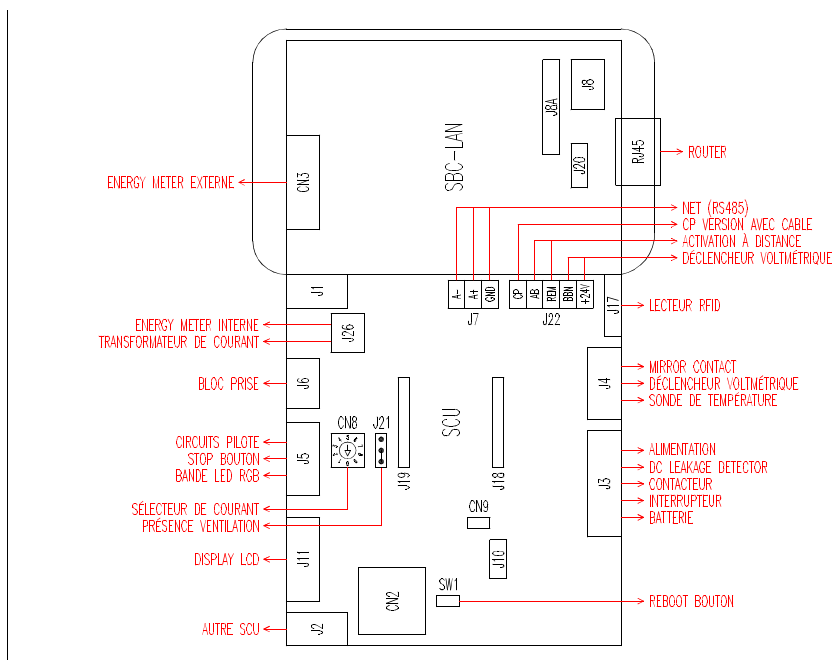 J8
J8A
SBC-LAN
RJ45
ROUTER
J20
CN3
ENERGY METER EXTERNE
NET (RS485)
CP VERSION AVEC CABLE
ACTIVATION À DISTANCE
DÉCLENCHEUR VOLTMÉTRIQUE
J1
A-
A+
GND
CP
AB
REM
BBN
+24V
J17
LECTEUR RFID
J7
J22
ENERGY METER INTERNE
TRANSFORMATEUR DE COURANT
J26
BLOC PRISE
J6
J4
MIRROR CONTACT
DÉCLENCHEUR VOLTMÉTRIQUE
SONDE DE TEMPÉRATURE
CN8
J21
SCU
CIRCUITS PILOTE
STOP BOUTON
BANDE LED RGB
J5
J19
J18
J3
ALIMENTATION
DC LEAKAGE DETECTOR
CONTACTEUR
INTERRUPTEUR
BATTERIE
SÉLECTEUR DE COURANT
PRÉSENCE VENTILATION
CN9
DISPLAY LCD
J11
J10
CN2
SW1
REBOOT BOUTON
AUTRE SCU
J2